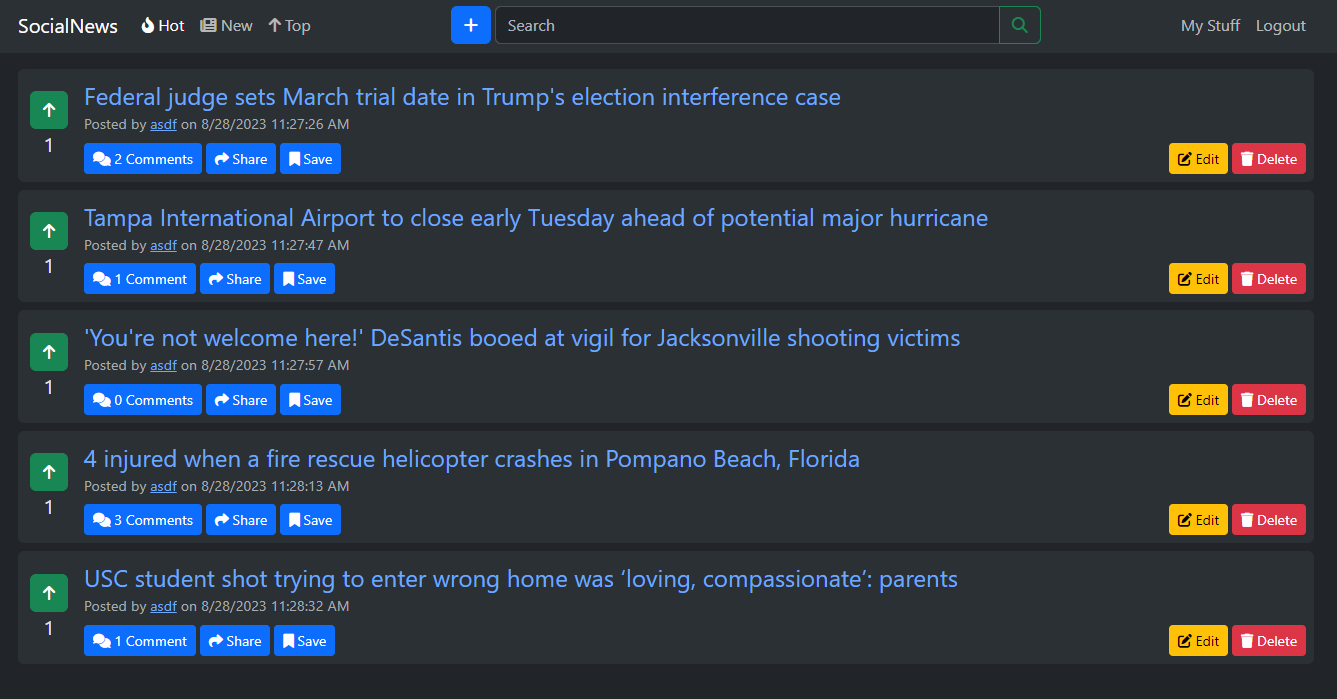 SocialNews Hot New Top + Search My Stuff Logout
Federal judge sets March trial date in Trump's election interference case
Posted by asdf on 8/28/2023 11:27:26 AM
1
2 Comments Share Save Edit Delete
Tampa International Airport to close early Tuesday ahead of potential major hurricane
Posted by asdf on 8/28/2023 11:27:47 AM
1
1 Comment Share Save Edit Delete
'You're not welcome here!' DeSantis booed at vigil for Jacksonville shooting victims
Posted by asdf on 8/28/2023 11:27:57 AM
1
0 Comments Share Save Edit Delete
4 injured when a fire rescue helicopter crashes in Pompano Beach, Florida
Posted by asdf on 8/28/2023 11:28:13 AM
1
3 Comments Share Save Edit Delete
USC student shot trying to enter wrong home was ‘loving, compassionate’: parents
Posted by asdf on 8/28/2023 11:28:32 AM
1
1 Comment Share Save Edit Delete